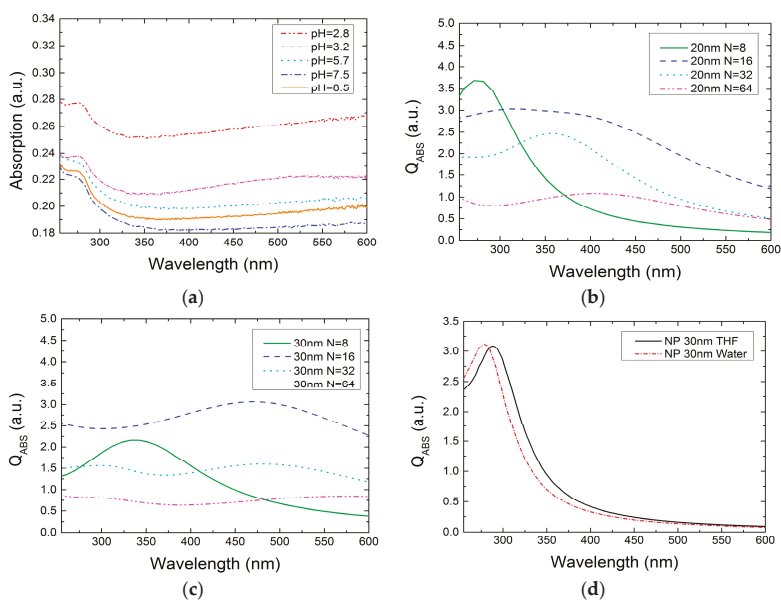 0.34
0.32
0.30
0.28
0.26
0.24
0.22
0.20
0.18
Absorption (a.u.)
pH=2.8
pH=3.2
pH=5.7
pH=7.5
300 350 400 450 500 550 600
Wavelength (nm)
(a)
5.0
4.5
4.0
3.5
3.0
2.5
2.0
1.5
1.0
0.5
0.0
QABS (a.u.)
20nm N=8
20nm N=16
20nm N=32
20nm N=64
300 350 400 450 500 550 600
Wavelength (nm)
(b)
5.0
4.5
4.0
3.5
3.0
2.5
2.0
1.5
1.0
0.5
0.0
QABS (a.u.)
30nm N=8
30nm N=16
30nm N=32
30nm N=64
300 350 400 450 500 550 600
Wavelength (nm)
(c)
3.5
3.0
2.5
2.0
1.5
1.0
0.5
0.0
QABS (a.u.)
NP 30nm THF
NP 30nm Water
300 350 400 450 500 550 600
Wavelength (nm)
(d)